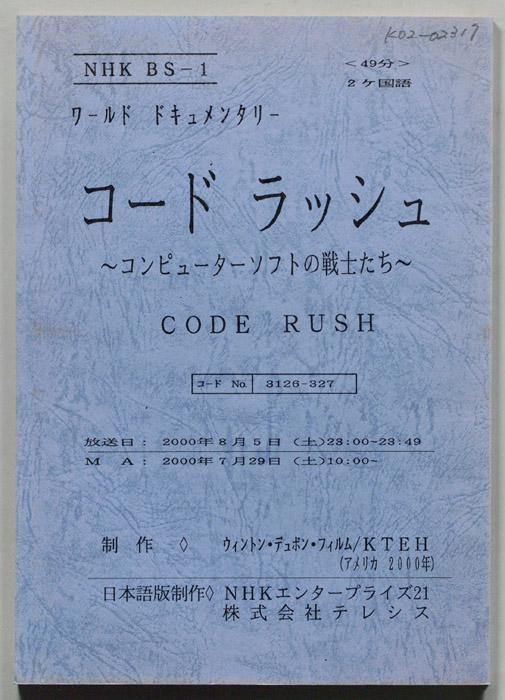 K02-02317
NHK BS-1
<49分>
2ケ国語
ワールド ドキュメンタリー
コード ラッシュ
~コンピューターソフトの戦士たち~
CODE RUSH
コード No. 3126-327
放送日: 2000年8月5日(土)23:00~23:49
M A: 2000年7月29日(土)10:00~
制作◇ ウィントン・デュポン・フィルム/KTEH
(アメリカ 2000年)
日本語版制作◇ NHKエンタープライズ21
株式会社テレシス